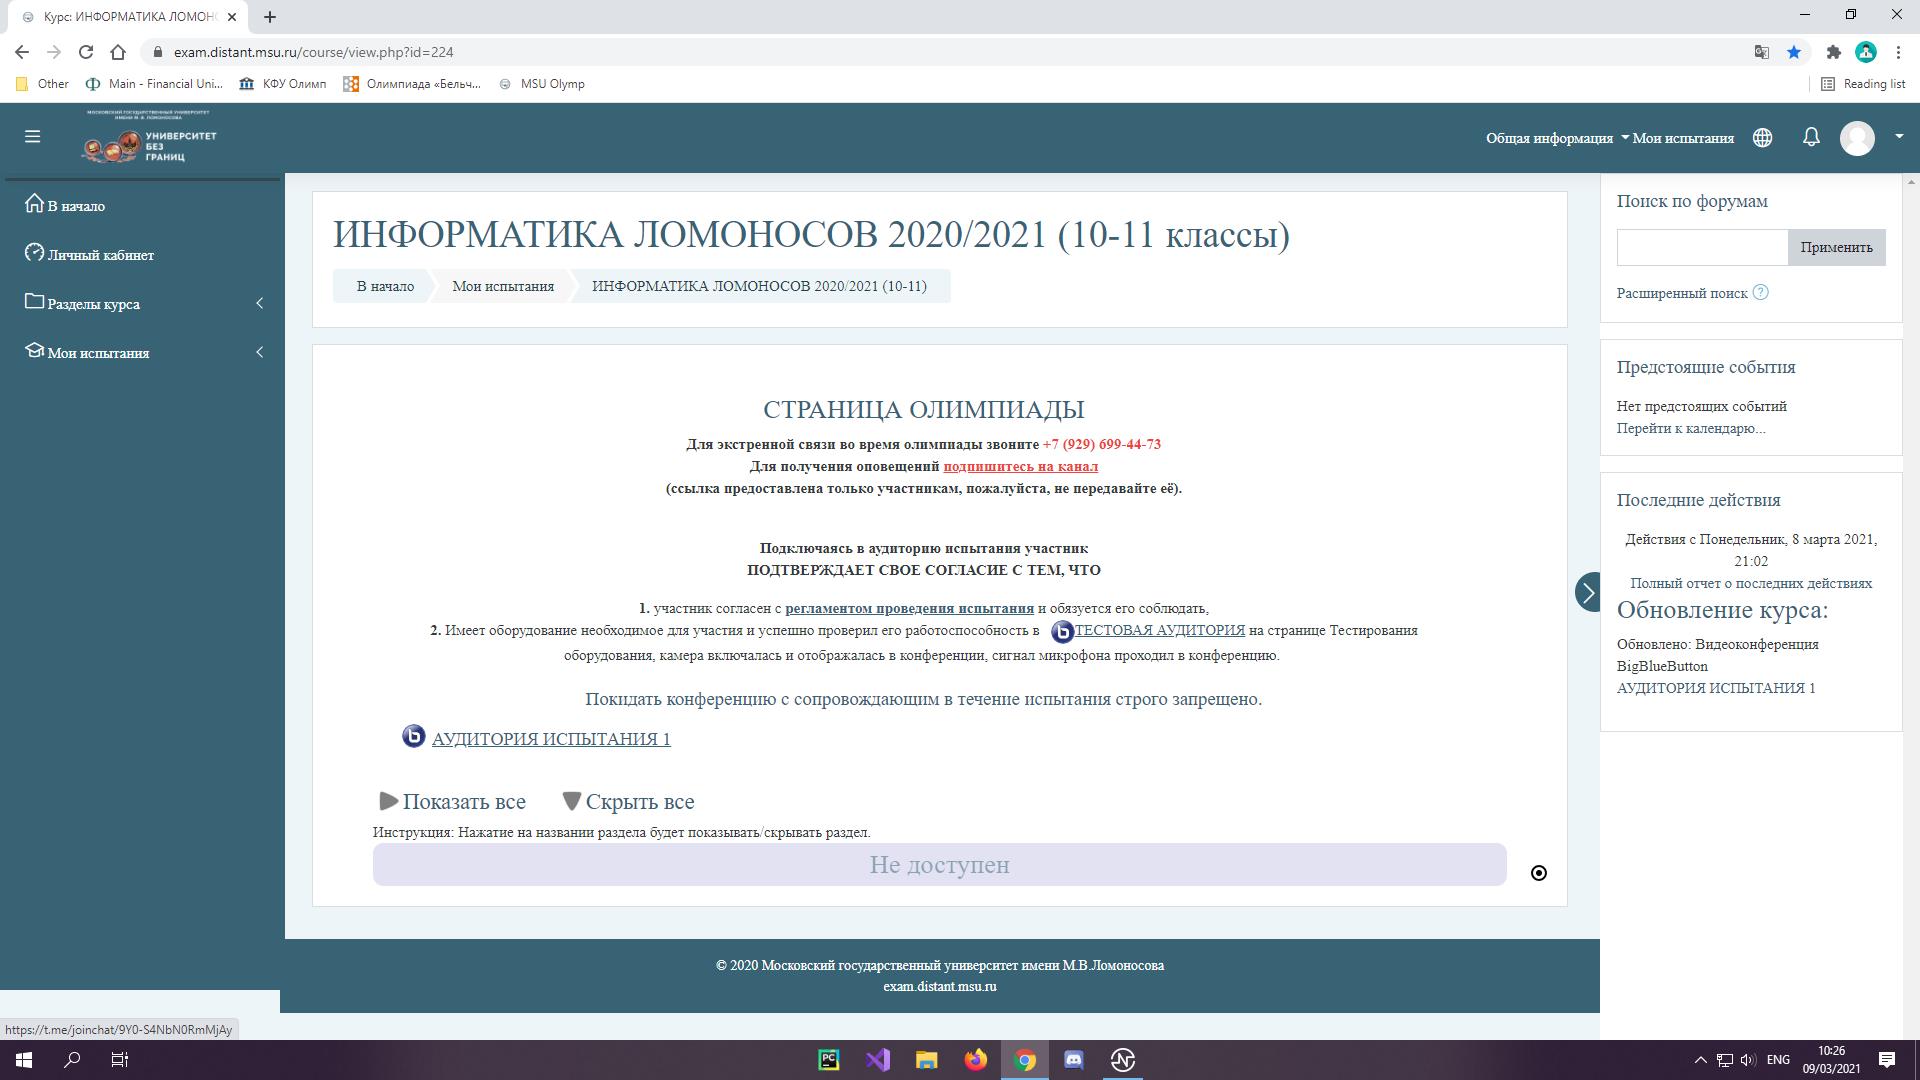 Курс: ИНФОРМАТИКА ЛОМОНО
exam.distant.msu.ru/course/view.php?id=224
Other
Main - Financial Uni...
КФУ Олимп
Олимпиада «Бельч...
MSU Olymp
Reading list
МОСКОВСКИЙ ГОСУДАРСТВЕННЫЙ УНИВЕРСИТЕТ
ИМЕНИ М. В. ЛОМОНОСОВА
УНИВЕРСИТЕТ
БЕЗ
ГРАНИЦ
Общая информация
Мои испытания
В начало
Личный кабинет
Разделы курса
Мои испытания
ИНФОРМАТИКА ЛОМОНОСОВ 2020/2021 (10-11 классы)
В начало
Мои испытания
ИНФОРМАТИКА ЛОМОНОСОВ 2020/2021 (10-11)
СТРАНИЦА ОЛИМПИАДЫ
Для экстренной связи во время олимпиады звоните +7 (929) 699-44-73
Для получения оповещений подпишитесь на канал
(ссылка предоставлена только участникам, пожалуйста, не передавайте её).
Подключаясь в аудиторию испытания участник
ПОДТВЕРЖДАЕТ СВОЕ СОГЛАСИЕ С ТЕМ, ЧТО
1. участник согласен с регламентом проведения испытания и обязуется его соблюдать,
2. Имеет оборудование необходимое для участия и успешно проверил его работоспособность в ТЕСТОВАЯ АУДИТОРИЯ на странице Тестирования
оборудования, камера включалась и отображалась в конференции, сигнал микрофона проходил в конференцию.
Покидать конференцию с сопровождающим в течение испытания строго запрещено.
АУДИТОРИЯ ИСПЫТАНИЯ 1
Показать все
Скрыть все
Инструкция: Нажатие на названии раздела будет показывать/скрывать раздел.
Не доступен
Поиск по форумам
Применить
Расширенный поиск
Предстоящие события
Нет предстоящих событий
Перейти к календарю...
Последние действия
Действия с Понедельник, 8 марта 2021,
21:02
Полный отчет о последних действиях
Обновление курса:
Обновлено: Видеоконференция
BigBlueButton
АУДИТОРИЯ ИСПЫТАНИЯ 1
© 2020 Московский государственный университет имени М.В.Ломоносова
exam.distant.msu.ru
https://t.me/joinchat/9Y0-S4NbN0RmMjAy
PC
ENG
10:26
09/03/2021